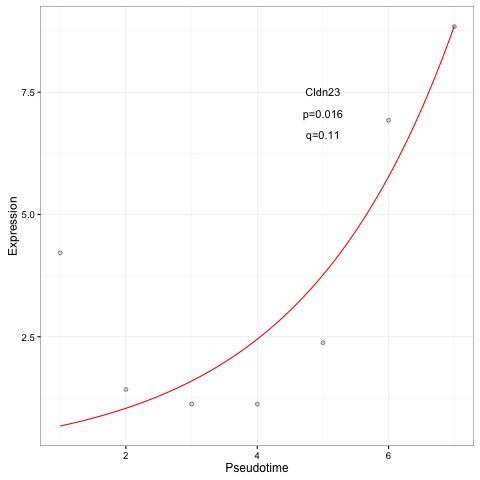 Cldn23
p=0.016
q=0.11
7.5
5.0
2.5
Expression
2 4 6
Pseudotime